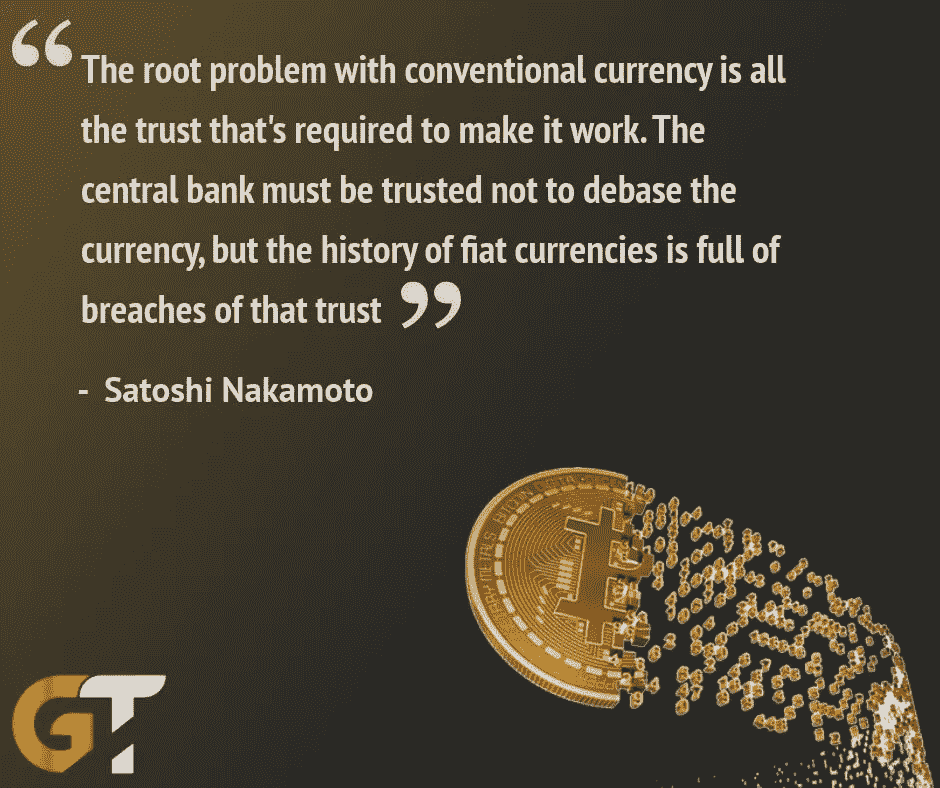 “The root problem with conventional currency is all
the trust that's required to make it work. The
central bank must be trusted not to debase the
currency, but the history of fiat currencies is full of
breaches of that trust ”
- Satoshi Nakamoto
GT